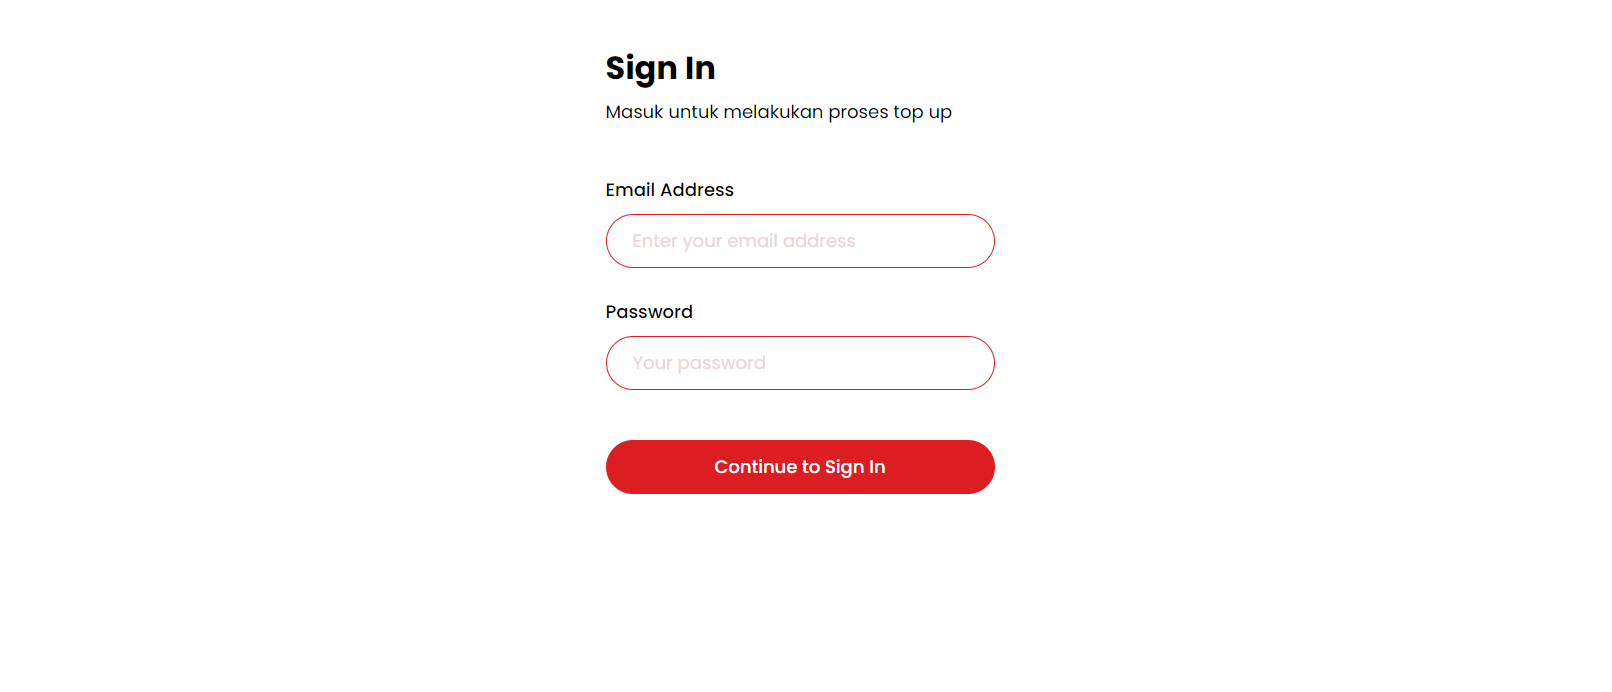 Sign In
Masuk untuk melakukan proses top up
Email Address
Enter your email address
Password
Your password
Continue to Sign In